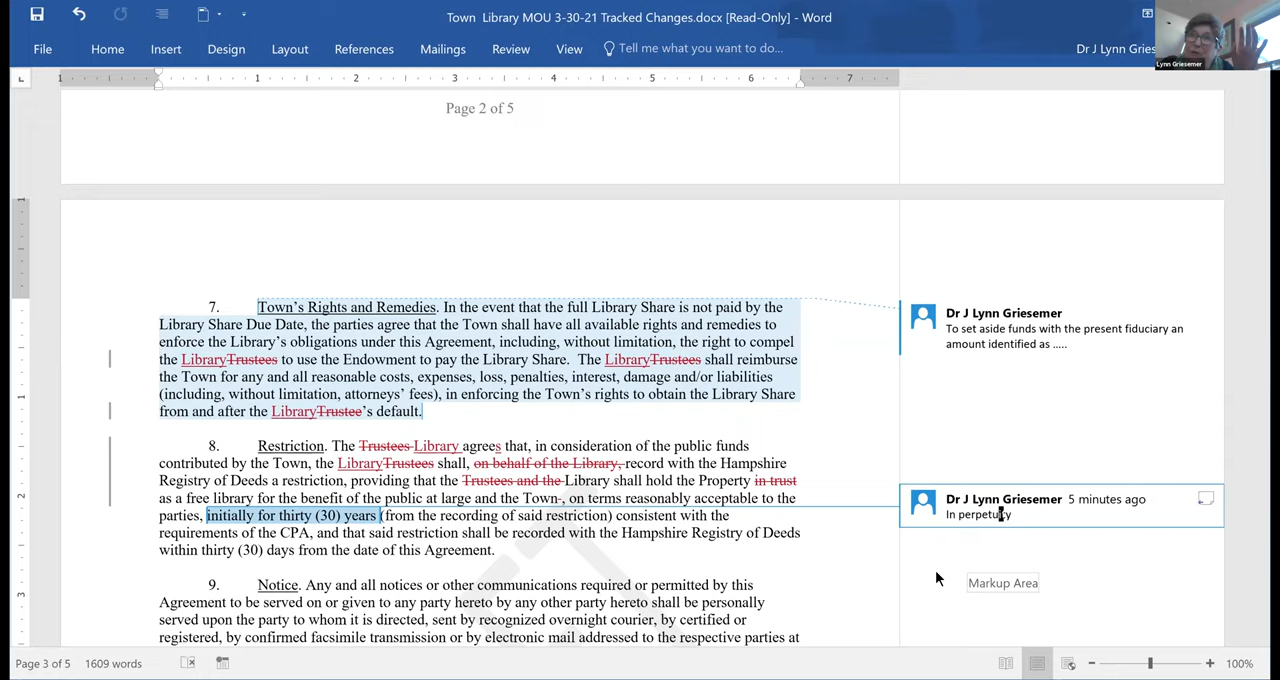 Town Library MOU 3-30-21 Tracked Changes.docx [Read-Only] - Word
File Home Insert Design Layout References Mailings Review View Tell me what you want to do... Dr J Lynn Gries
Lynn Griesemer
1 1 2 3 4 5 6 7
Page 2 of 5
7. Town's Rights and Remedies. In the event that the full Library Share is not paid by the
Library Share Due Date, the parties agree that the Town shall have all available rights and remedies to
enforce the Library's obligations under this Agreement, including, without limitation, the right to compel
the LibraryTrustees to use the Endowment to pay the Library Share. The LibraryTrustees shall reimburse
the Town for any and all reasonable costs, expenses, loss, penalties, interest, damage and/or liabilities
(including, without limitation, attorneys' fees), in enforcing the Town's rights to obtain the Library Share
from and after the LibraryTrustee's default.
Dr J Lynn Griesemer
To set aside funds with the present fiduciary an
amount identified as .....
8. Restriction. The Trustees Library agrees that, in consideration of the public funds
contributed by the Town, the LibraryTrustees shall, on behalf of the Library, record with the Hampshire
Registry of Deeds a restriction, providing that the Trustees and the Library shall hold the Property in trust
as a free library for the benefit of the public at large and the Town , on terms reasonably acceptable to the
parties, initially for thirty (30) years (from the recording of said restriction) consistent with the
requirements of the CPA, and that said restriction shall be recorded with the Hampshire Registry of Deeds
within thirty (30) days from the date of this Agreement.
Dr J Lynn Griesemer 5 minutes ago
In perpetuity
Markup Area
9. Notice. Any and all notices or other communications required or permitted by this
Agreement to be served on or given to any party hereto by any other party hereto shall be personally
served upon the party to whom it is directed, sent by recognized overnight courier, by certified or
registered, by confirmed facsimile transmission or by electronic mail addressed to the respective parties at
1
1
2
3
Page 3 of 5 1609 words 100%